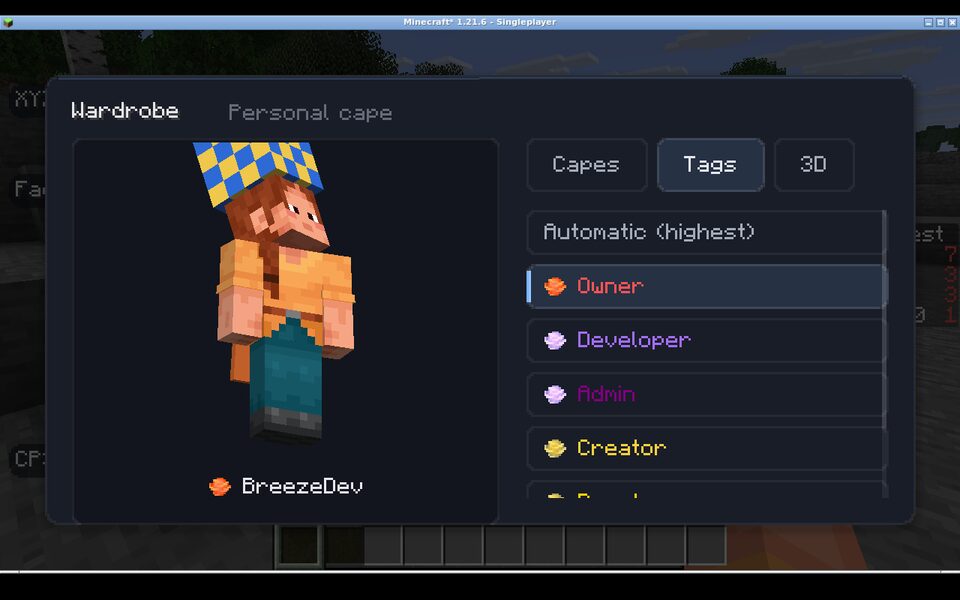 Minecraft* 1.21.6 - Singleplayer
Wardrobe
Personal cape
Capes
Tags
3D
Automatic (highest)
Owner
Developer
Admin
Creator
BreezeDev